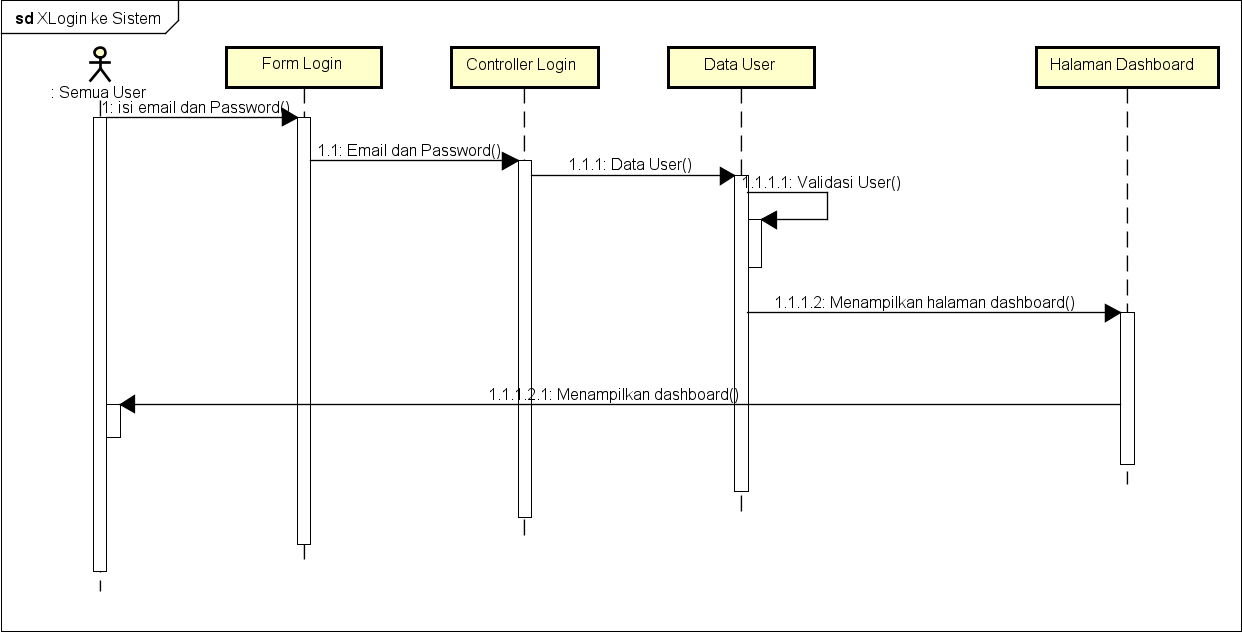 sd XLogin ke Sistem
: Semua User
Form Login
Controller Login
Data User
Halaman Dashboard
1: isi email dan Password()
1.1: Email dan Password()
1.1.1: Data User()
1.1.1.1: Validasi User()
1.1.1.2: Menampilkan halaman dashboard()
1.1.1.2.1: Menampilkan dashboard()